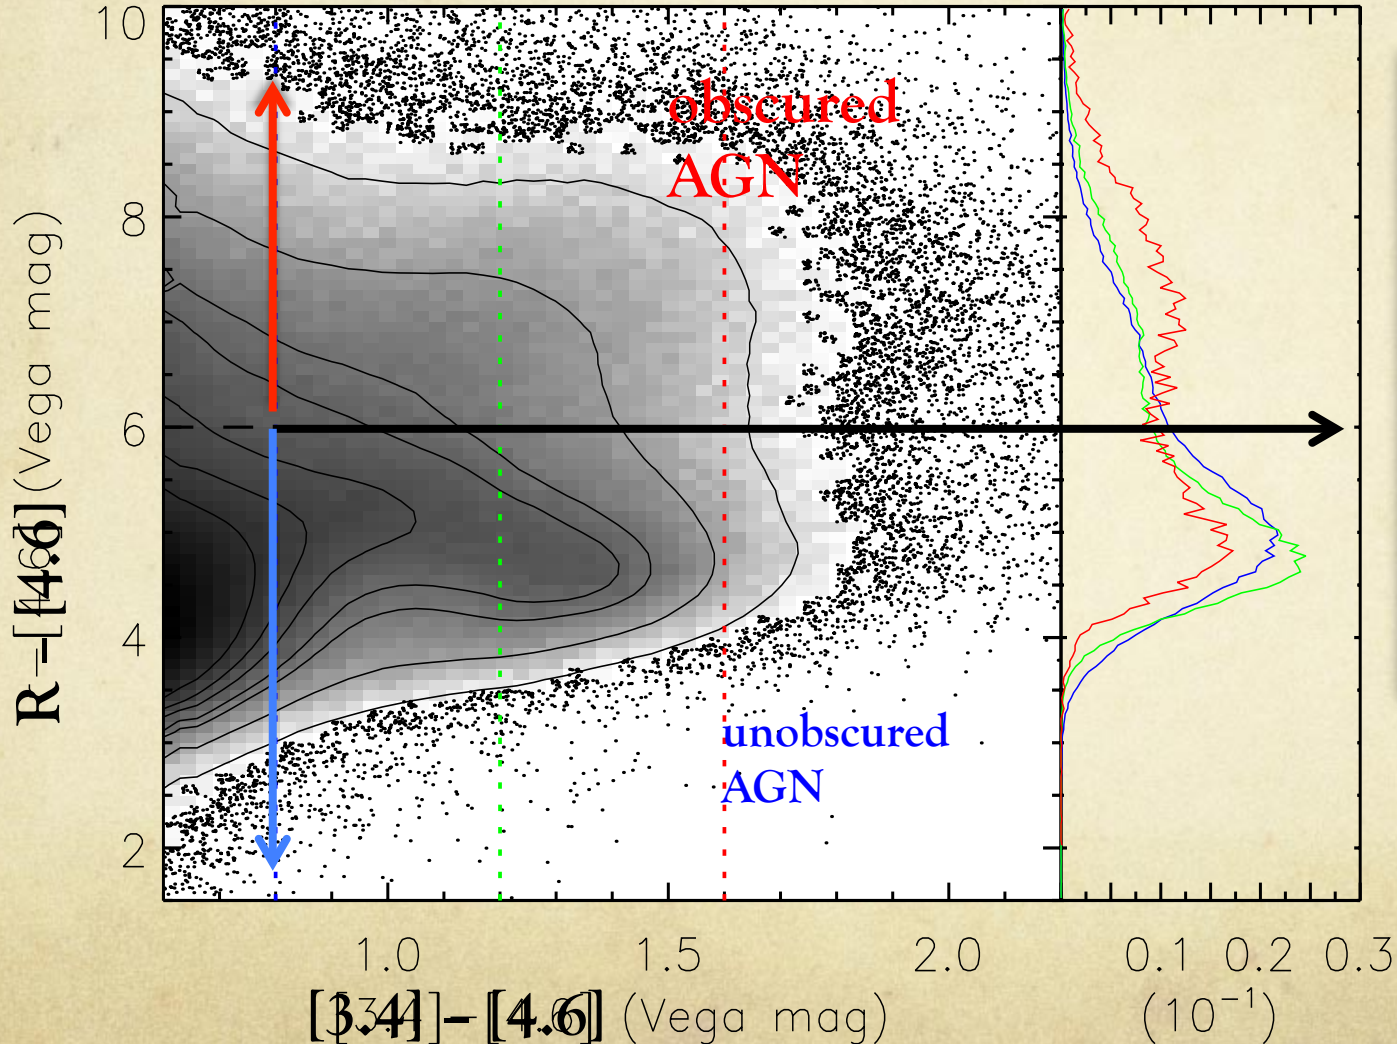 10
8
6
4
2
R–[4.6] (Vega mag)
obscured
AGN
unobscured
AGN
1.0 1.5 2.0
0.1 0.2 0.3
[3.4]–[4.6] (Vega mag)
(10⁻¹)